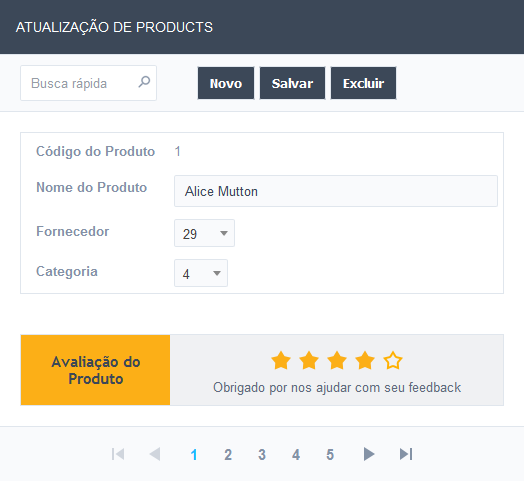 ATUALIZAÇÃO DE PRODUCTS
Busca rápida
Novo Salvar Excluir
Código do Produto 1
Nome do Produto Alice Mutton
Fornecedor 29
Categoria 4
Avaliação do
Produto
Obrigado por nos ajudar com seu feedback
1 2 3 4 5